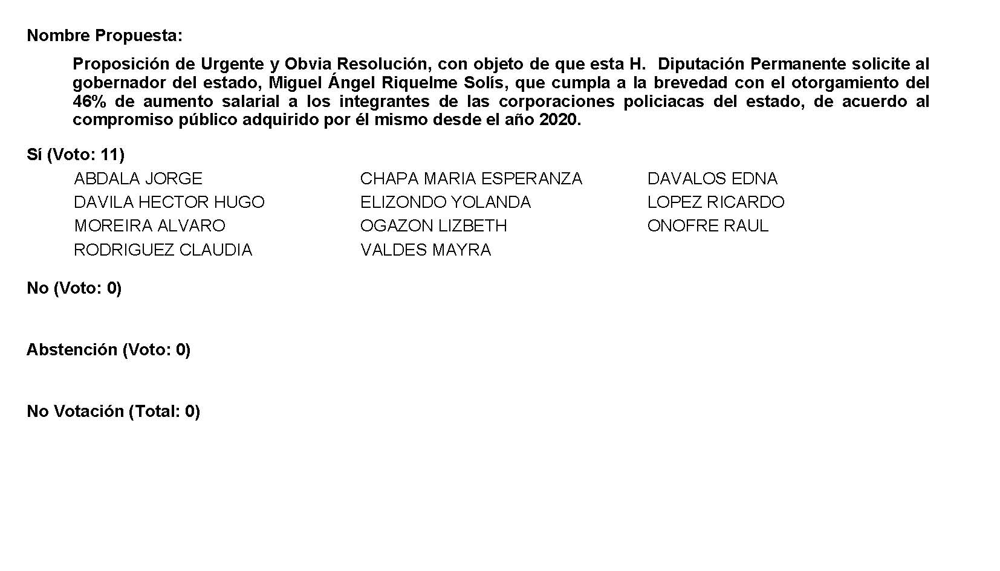 Nombre Propuesta:
Proposición de Urgente y Obvia Resolución, con objeto de que esta H.  Diputación Permanente solicite al
gobernador del estado, Miguel Ángel Riquelme Solís, que cumpla a la brevedad con el otorgamiento del
46% de aumento salarial a los integrantes de las corporaciones policiacas del estado, de acuerdo al
compromiso público adquirido por él mismo desde el año 2020.
Sí (Voto: 11)
ABDALA JORGE CHAPA MARIA ESPERANZA DAVALOS EDNA
DAVILA HECTOR HUGO ELIZONDO YOLANDA LOPEZ RICARDO
MOREIRA ALVARO OGAZON LIZBETH ONOFRE RAUL
RODRIGUEZ CLAUDIA VALDES MAYRA
No (Voto: 0)
Abstención (Voto: 0)
No Votación (Total: 0)